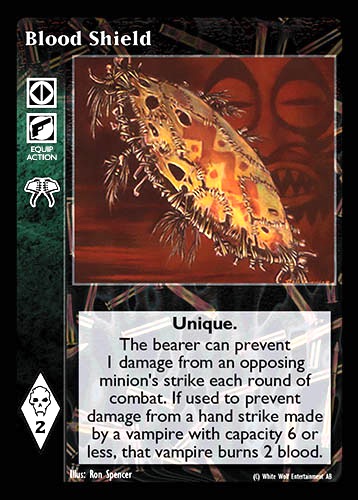 Blood Shield
EQUIP
ACTION
Unique.
The bearer can prevent
1 damage from an opposing
minion's strike each round of
combat. If used to prevent
damage from a hand strike made
by a vampire with capacity 6 or
less, that vampire burns 2 blood.
2
Illus: Ron Spencer
(C) White Wolf Entertainment AB